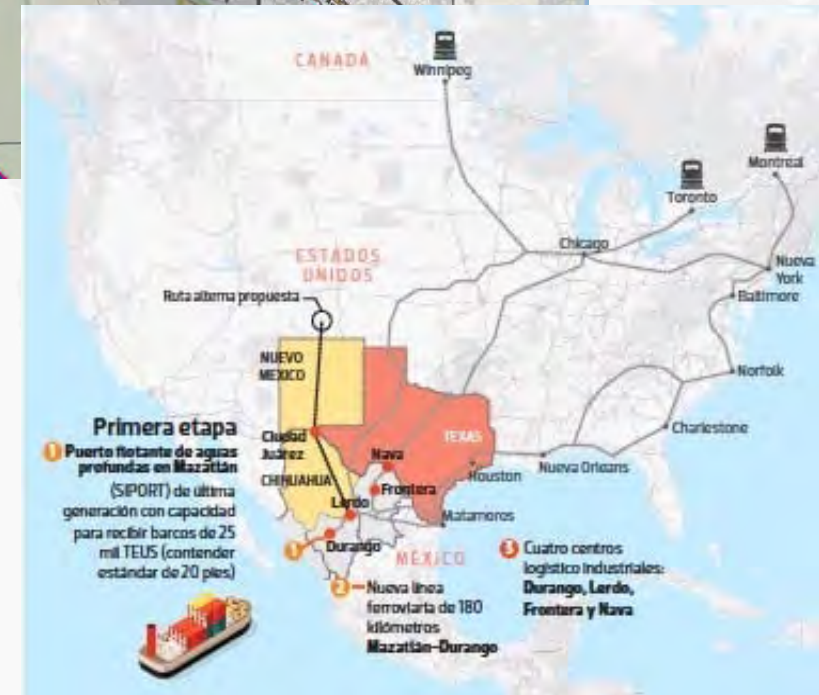 CANADÁ
Winnipeg
Montreal
Toronto
Chicago
Nueva
York
ESTADOS
UNIDOS
Baltimore
Ruta alterna propuesta
NUEVO
MEXICO
Norfolk
Primera etapa
1 Puerto flotante de aguas
profundas en Mazatlán
(SIPORT) de última
generación con capacidad
para recibir barcos de 25
mil TEUS (contender
estándar de 20 pies)
Ciudad
Juárez
TEXAS
Charlestone
Nava
CHIHUAHUA
Frontera
Houston
Nueva Orleans
Lerdo
Matamoros
Durango
1
MÉXICO
3 Cuatro centros
logístico industriales:
Durango, Lerdo,
Frontera y Nava
2 Nueva línea
ferroviaria de 180
kilómetros
Mazatlán-Durango